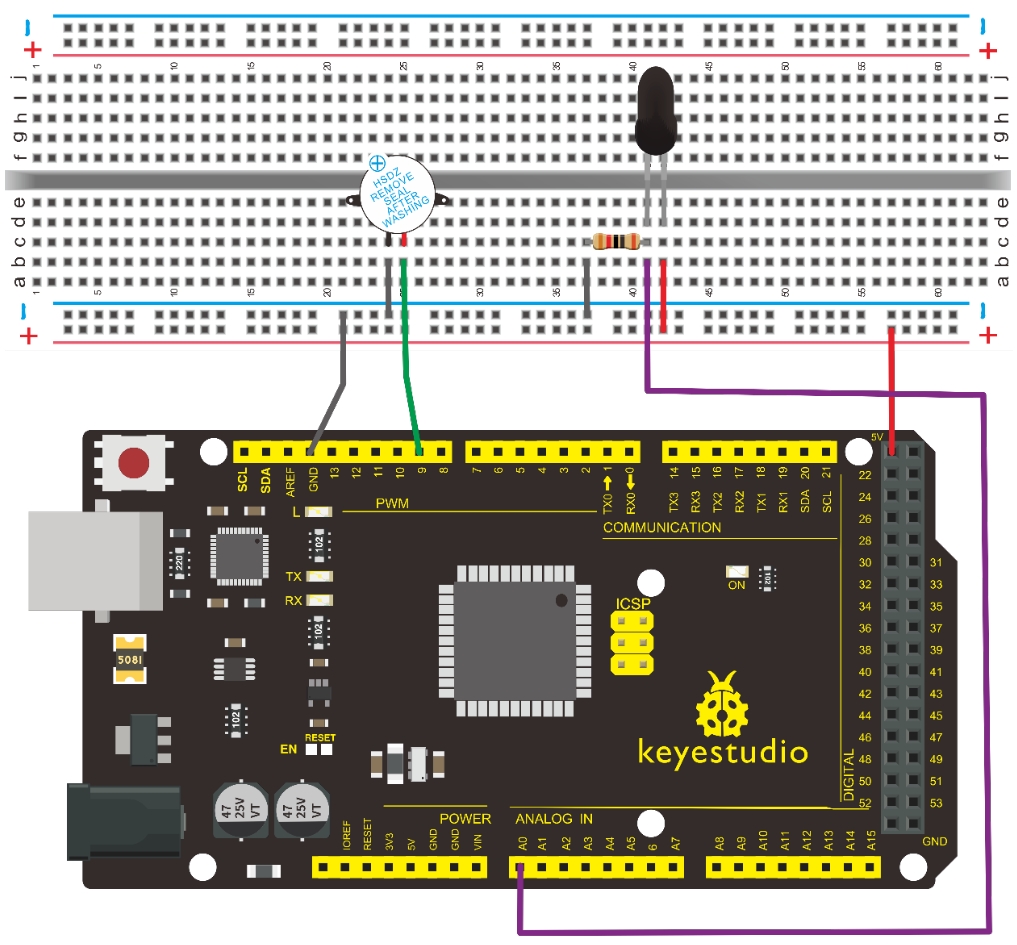 − −
+ +
1 5 10 15 20 25 30 35 40 45 50 55 60
j j
i i
h h
g g
f f
HSDZ
REMOVE
SEAL
AFTER
WASHING
e e
d d
c c
b b
a a
1 5 10 15 20 25 30 35 40 45 50 55 60
− −
+ +
5V
SCL SDA AREF GND 13 12 11 10 9 8 7 6 5 4 3 2 1 0 14 15 16 17 18 19 20 21
TX0 RX0 TX3 RX3 TX2 RX2 TX1 RX1 SDA SCL
PWM
COMMUNICATION
L
TX
RX
220
102
102
102
102
ON
ICSP
508I
RESET
EN
47
25V
VT
47
25V
VT
keyestudio
DIGITAL
22
24
26
28
30 31
32 33
34 35
36 37
38 39
40 41
42 43
44 45
46 47
48 49
50 51
52 53
GND
POWER
ANALOG IN
IOREF RESET 3V3 5V GND GND VIN A0 A1 A2 A3 A4 A5 6 A7 A8 A9 A10 A11 A12 A13 A14 A15